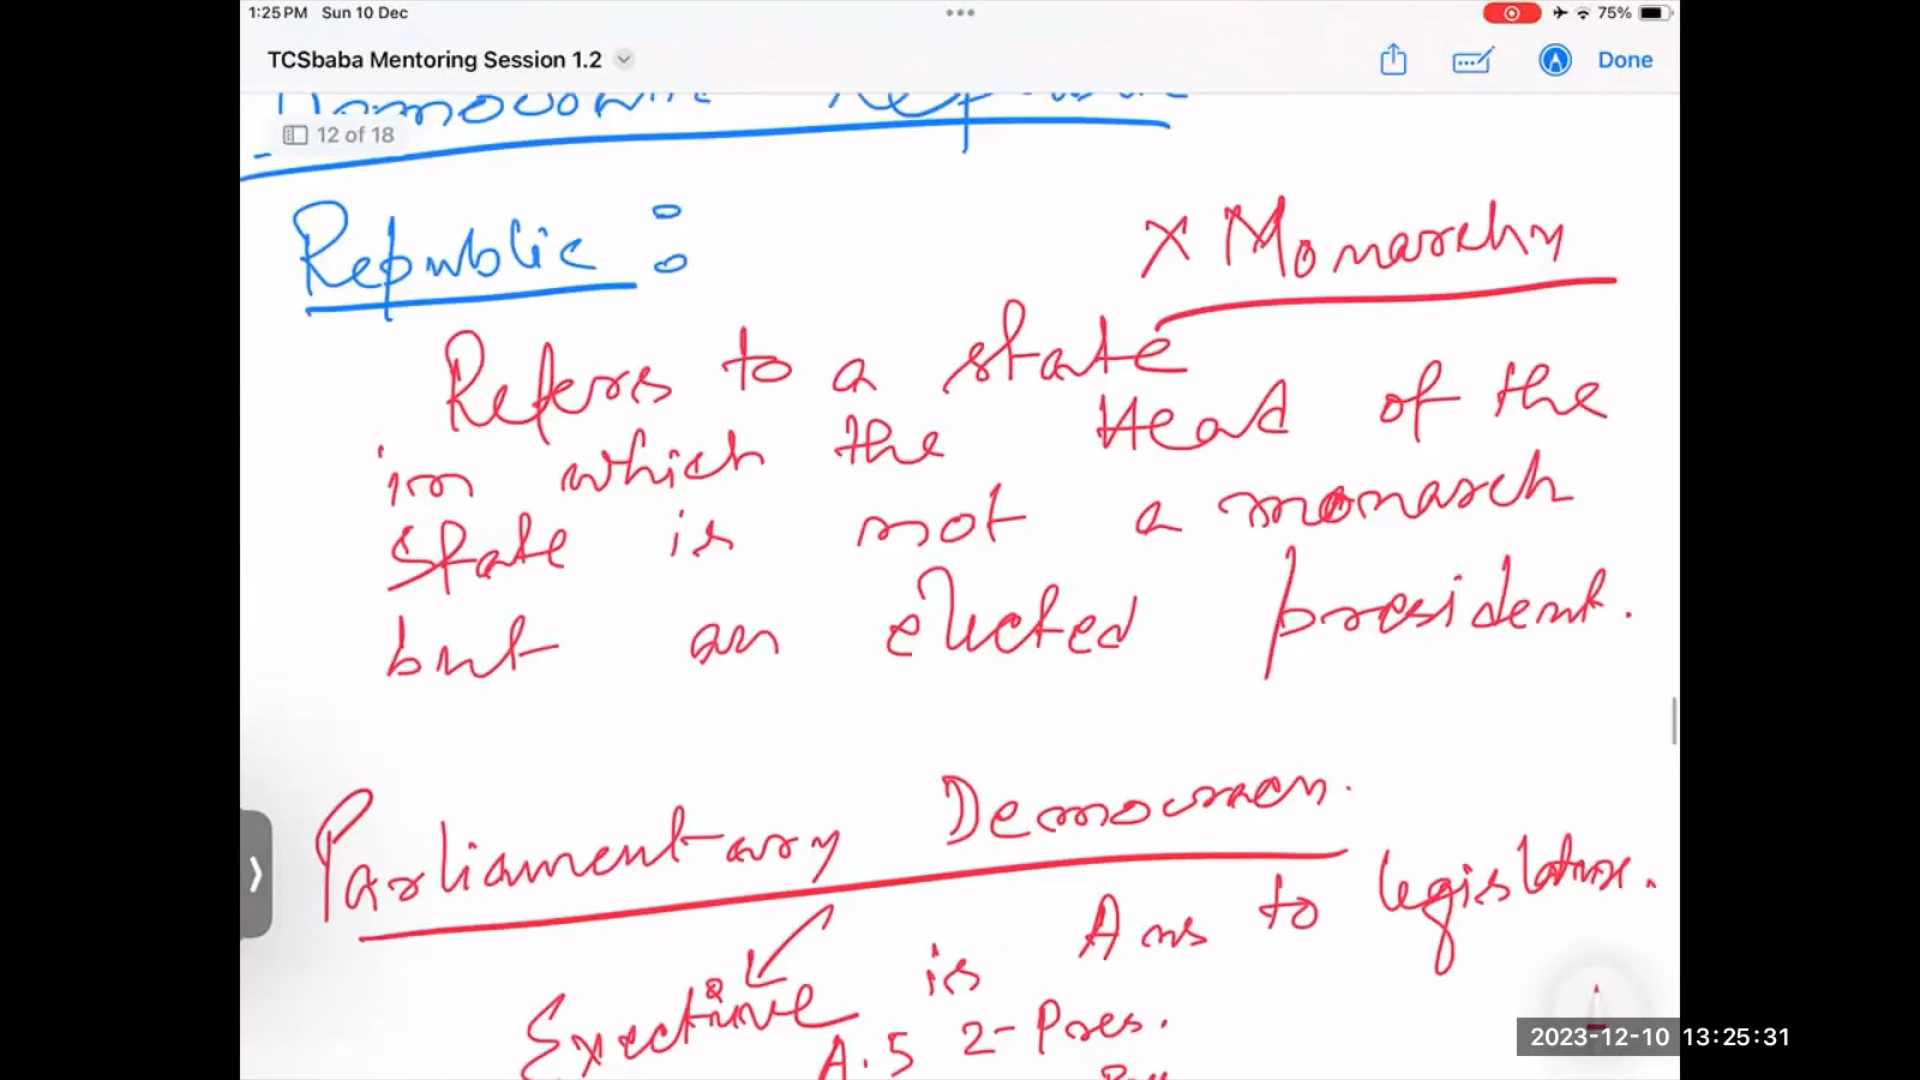 1:25 PM Sun 10 Dec
75%
TCSbaba Mentoring Session 1.2
Done
12 of 18
Republic :
X Monarchy
Refers to a state
in which the Head of the
state is not a monarch
but an elected president.
Parliamentary Democracy.
Exective is Ans to legislature.
A.5 2-Pres.
2023-12-10 13:25:31